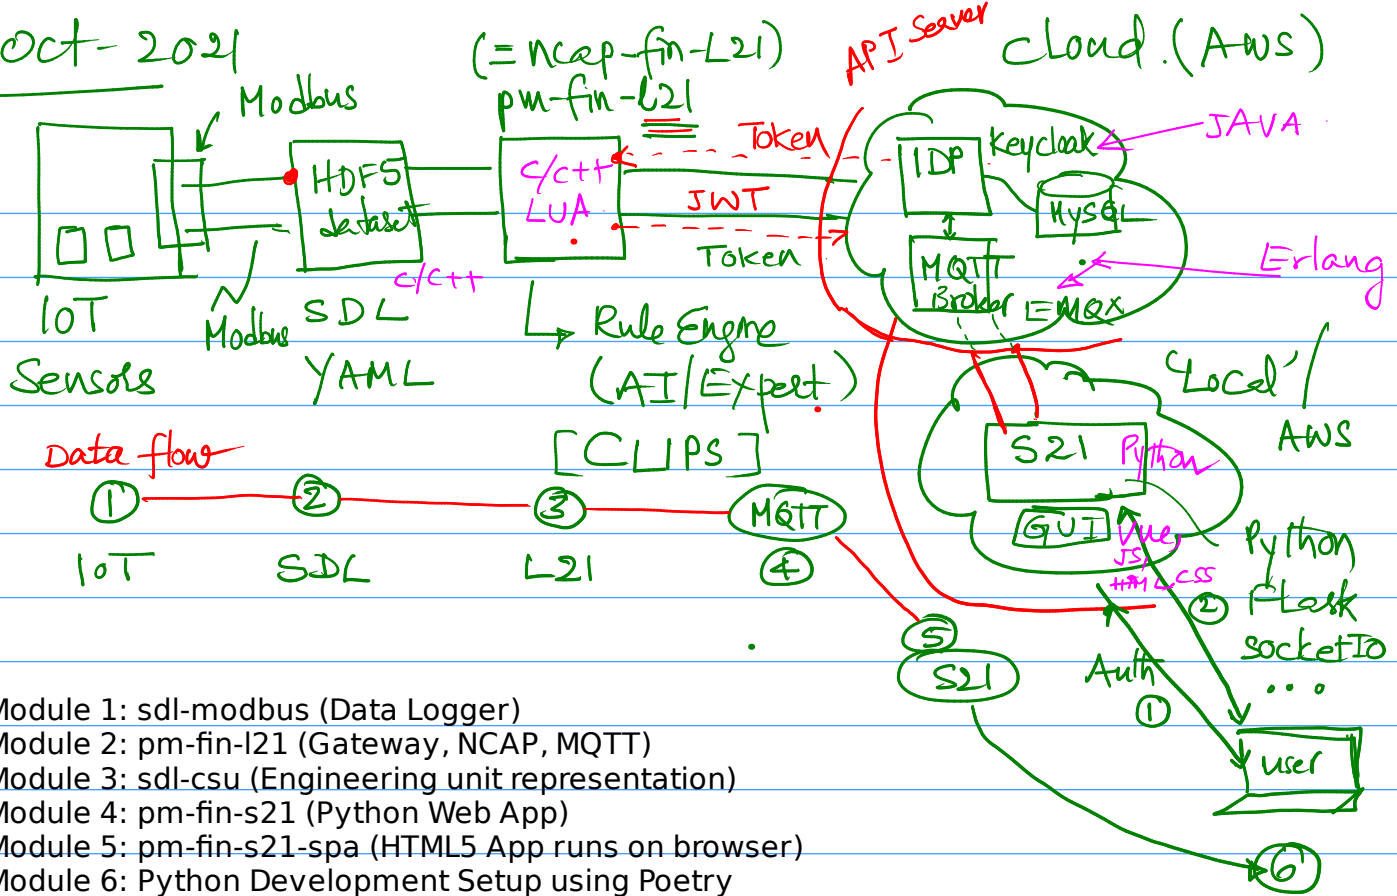 Oct - 2021
(= ncap-fin-L21)
API Server
Cloud. (AWS)
Modbus
pm-fin-L21
Token
IDP
Keycloak
JAVA
HDF5
dataset
C/C++
LUA
JWT
MySQL
Token
MQTT
Broker
EMQX
Erlang
C/C++
IOT
Modbus
SDL
Rule Engine
Sensors
YAML
(AI/Expert)
'Local'
AWS
Data flow
[CLIPS]
S21
Python
1
2
3
MQTT
GUI
Vue,
JS,
HTML, CSS
Python
IoT
SDL
L21
4
2
Flask
SocketIO
...
5
S21
Auth
1
user
Module 1: sdl-modbus (Data Logger)
Module 2: pm-fin-l21 (Gateway, NCAP, MQTT)
Module 3: sdl-csu (Engineering unit representation)
Module 4: pm-fin-s21 (Python Web App)
Module 5: pm-fin-s21-spa (HTML5 App runs on browser)
Module 6: Python Development Setup using Poetry
6